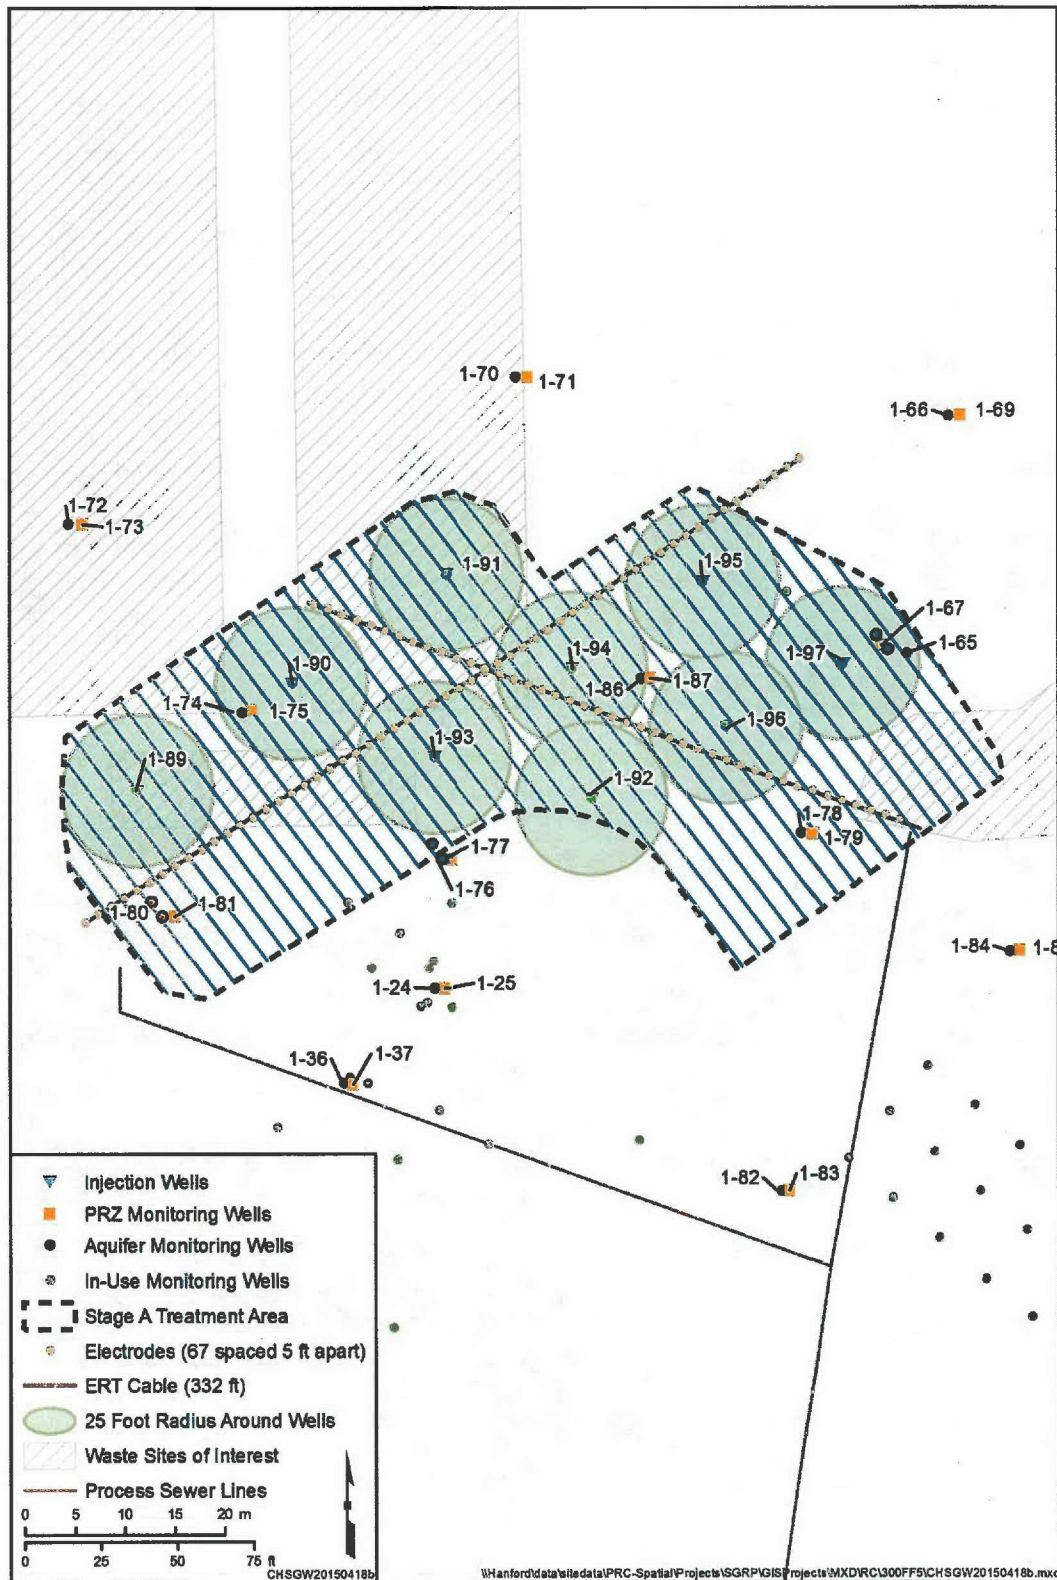 1-70 1-71
1-66 1-69
1-72
1-73
1-91
1-95
1-67
1-65
1-94
1-97
1-90
1-86 1-87
1-74 1-75
1-96
1-93
1-89
1-92
1-78
1-79
1-77
1-76
1-80 1-81
1-84 1-8
1-24 1-25
1-36 1-37
1-82 1-83
Injection Wells
PRZ Monitoring Wells
Aquifer Monitoring Wells
In-Use Monitoring Wells
Stage A Treatment Area
Electrodes (67 spaced 5 ft apart)
ERT Cable (332 ft)
25 Foot Radius Around Wells
Waste Sites of Interest
Process Sewer Lines
0 5 10 15 20 m
0 25 50 75 ft
CHSGW20150418b
\\Hanford\data\sitedata\PRC-Spatial\Projects\SGRP\GISProjects\MXD\RC\300FF5\CHSGW20150418b.mxd